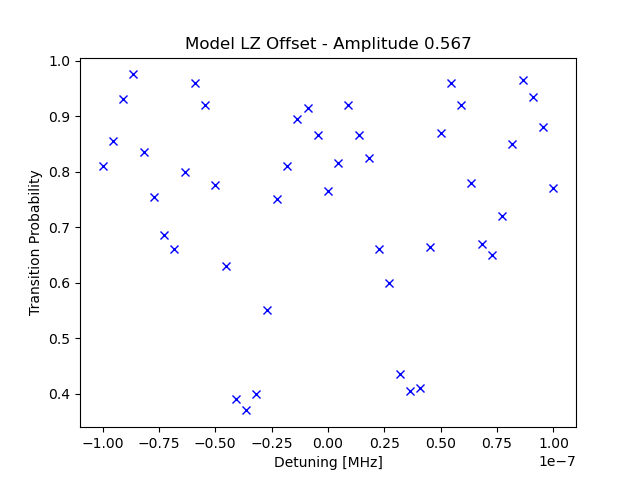 Model LZ Offset - Amplitude 0.567
1.0
0.9
0.8
0.7
0.6
0.5
0.4
Transition Probability
−1.00 −0.75 −0.50 −0.25 0.00 0.25 0.50 0.75 1.00
1e−7
Detuning [MHz]